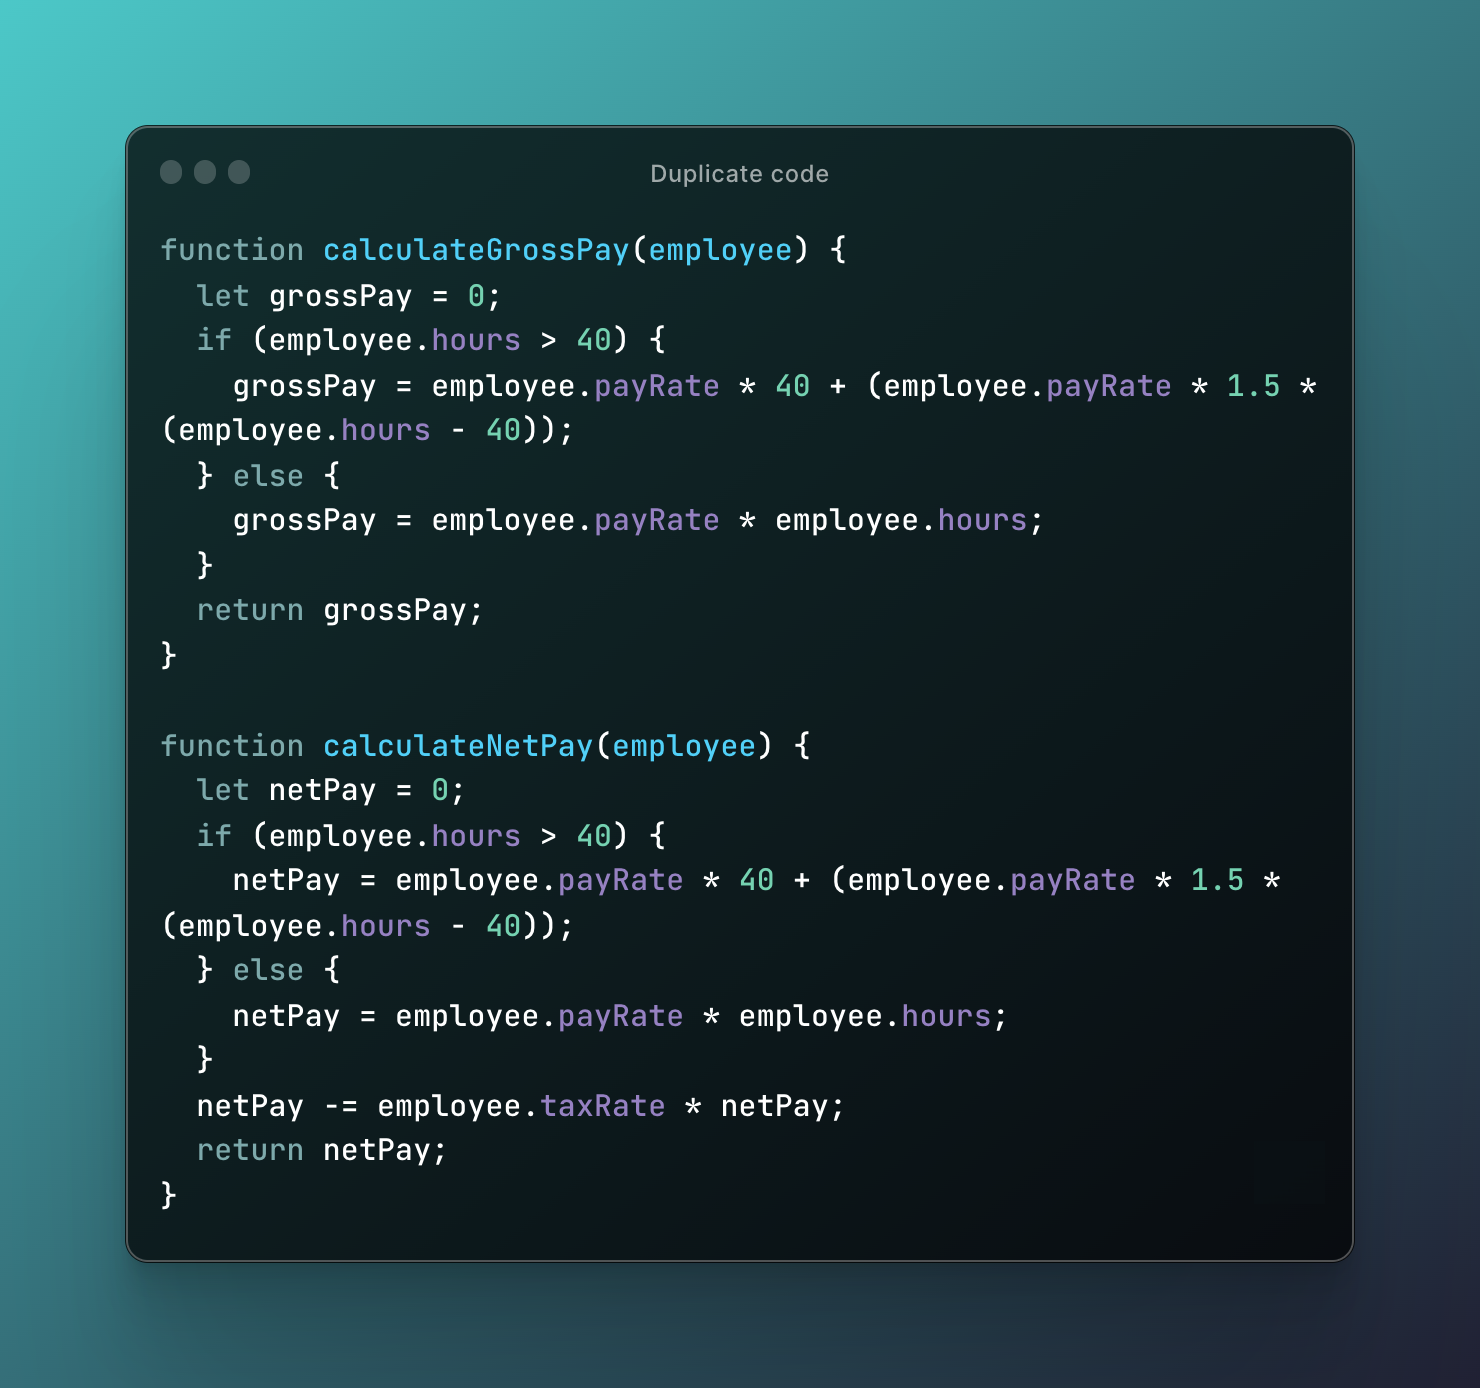 Duplicate code
function calculateGrossPay(employee) {
  let grossPay = 0;
  if (employee.hours > 40) {
    grossPay = employee.payRate * 40 + (employee.payRate * 1.5 *
(employee.hours - 40));
  } else {
    grossPay = employee.payRate * employee.hours;
  }
  return grossPay;
}

function calculateNetPay(employee) {
  let netPay = 0;
  if (employee.hours > 40) {
    netPay = employee.payRate * 40 + (employee.payRate * 1.5 *
(employee.hours - 40));
  } else {
    netPay = employee.payRate * employee.hours;
  }
  netPay -= employee.taxRate * netPay;
  return netPay;
}